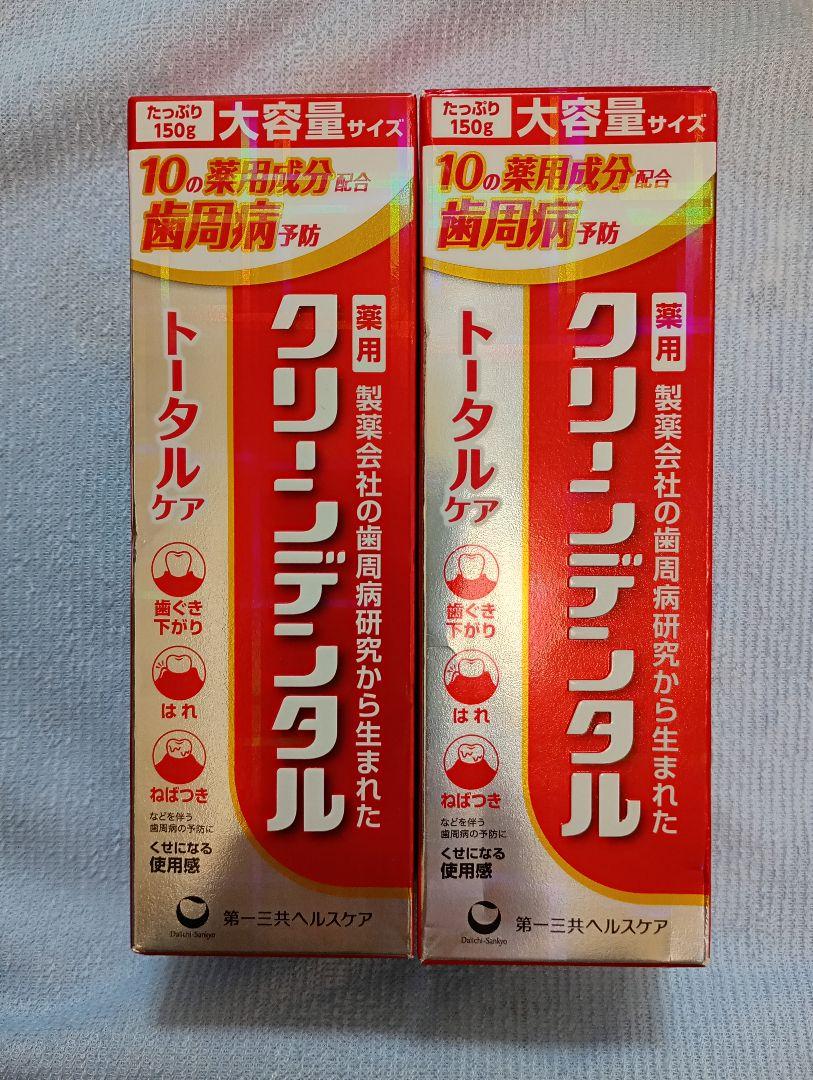 たっぷり
150g
大容量サイズ
10の薬用成分配合
歯周病予防
薬用
製薬会社の歯周病研究から生まれた
クリーンデンタル
トータルケア
歯ぐき
下がり
はれ
ねばつき
などを伴う
歯周病の予防に
くせになる
使用感
Daiichi-Sankyo
第一三共ヘルスケア
たっぷり
150g
大容量サイズ
10の薬用成分配合
歯周病予防
薬用
製薬会社の歯周病研究から生まれた
クリーンデンタル
トータルケア
歯ぐき
下がり
はれ
ねばつき
などを伴う
歯周病の予防に
くせになる
使用感
Daiichi-Sankyo
第一三共ヘルスケア